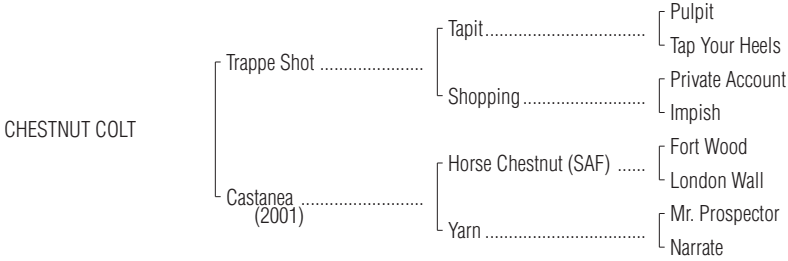 Pulpit
Tapit..................................
Tap Your Heels
Trappe Shot ......................
Private Account
Shopping..........................
Impish
CHESTNUT COLT
Fort Wood
Horse Chestnut (SAF) ......
London Wall
Castanea ..........................
(2001)
Mr. Prospector
Yarn ..................................
Narrate